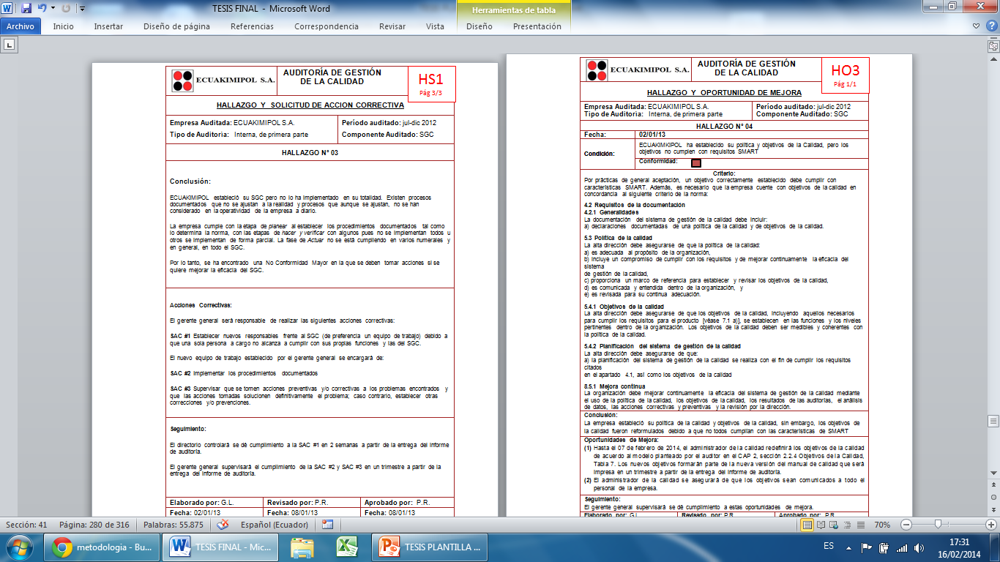 TESIS FINAL - Microsoft Word
Herramientas de tabla
Archivo Inicio Insertar Diseño de página Referencias Correspondencia Revisar Vista Diseño Presentación
ECUAKIMIPOL S.A.
AUDITORÍA DE GESTIÓN
DE LA CALIDAD
HS1
Pág 3/3
HALLAZGO Y SOLICITUD DE ACCION CORRECTIVA
Empresa Auditada: ECUAKIMIPOL S.A.
Tipo de Auditoria: Interna, de primera parte
Período auditado: jul-dic 2012
Componente Auditado: SGC
HALLAZGO N° 03
Conclusión:
ECUAKIMIPOL estableció su SGC pero no lo ha implementado en su totalidad. Existen procesos
documentados que no se ajustan a la realidad y procesos que aunque se ajustan, no se han
considerado en la operatividad de la empresa a diario.
La empresa cumple con la etapa de planear al establecer los procedimientos documentados tal como
lo determina la norma, con las etapas de hacer y verificar con algunos pues no se implementan todos u
otros se implementan de forma parcial. La fase de Actuar no se está cumpliendo en varios numerales y
en general, en todo el SGC.
Por lo tanto, se ha encontrado una No Conformidad Mayor en la que se deben tomar acciones si se
quiere mejorar la eficacia del SGC.
Acciones Correctivas:
El gerente general será responsable de realizar las siguientes acciones correctivas:
SAC #1 Establecer nuevos responsables frente al SGC (de preferencia un equipo de trabajo) debido a
que una sola persona a cargo no alcanza a cumplir con sus propias funciones y las del SGC.
El nuevo equipo de trabajo establecido por el gerente general se encargará de:
SAC #2 Implementar los procedimientos documentados
SAC #3 Supervisar que se tomen acciones preventivas y/o correctivas a los problemas encontrados y
que las acciones tomadas solucionen definitivamente el problema; caso contrario, establecer otras
correcciones y/o prevenciones.
Seguimiento:
El directorio controlará se dé cumplimiento a la SAC #1 en 2 semanas a partir de la entrega del informe
de auditoría.
El gerente general supervisará el cumplimiento de la SAC #2 y SAC #3 en un trimestre a partir de la
entrega del informe de auditoría.
Elaborado por: G.L. Revisado por: P.R. Aprobado por: P.R.
Fecha: 02/01/13 Fecha: 08/01/13 Fecha: 08/01/13
ECUAKIMIPOL S.A.
AUDITORÍA DE GESTIÓN
DE LA CALIDAD
HO3
Pág 1/1
HALLAZGO Y OPORTUNIDAD DE MEJORA
Empresa Auditada: ECUAKIMIPOL S.A.
Tipo de Auditoria: Interna, de primera parte
Período auditado: jul-dic 2012
Componente Auditado: SGC
HALLAZGO N° 04
Fecha: 02/01/13
Condición:
ECUAKIMKIPOL ha establecido su política y objetivos de la Calidad, pero los
objetivos no cumplen con requisitos SMART
Conformidad:
Criterio:
Por prácticas de general aceptación, un objetivo correctamente establecido debe cumplir con
características SMART. Además, es necesario que la empresa cuente con objetivos de la calidad en
concordancia al siguiente criterio de la norma:
4.2 Requisitos de la documentación
4.2.1 Generalidades
La documentación del sistema de gestión de la calidad debe incluir:
a) declaraciones documentadas de una política de la calidad y de objetivos de la calidad.
5.3 Política de la calidad
La alta dirección debe asegurarse de que la política de la calidad:
a) es adecuada al propósito de la organización,
b) incluye un compromiso de cumplir con los requisitos y de mejorar continuamente la eficacia del
sistema
de gestión de la calidad,
c) proporciona un marco de referencia para establecer y revisar los objetivos de la calidad,
d) es comunicada y entendida dentro de la organización, y
e) es revisada para su continua adecuación.
5.4.1 Objetivos de la calidad
La alta dirección debe asegurarse de que los objetivos de la calidad, incluyendo aquellos necesarios
para cumplir los requisitos para el producto [véase 7.1 a)], se establecen en las funciones y los niveles
pertinentes dentro de la organización. Los objetivos de la calidad deben ser medibles y coherentes con
la política de la calidad.
5.4.2 Planificación del sistema de gestión de la calidad
La alta dirección debe asegurarse de que:
a) la planificación del sistema de gestión de la calidad se realiza con el fin de cumplir los requisitos
citados
en el apartado 4.1, así como los objetivos de la calidad
8.5.1 Mejora continua
La organización debe mejorar continuamente la eficacia del sistema de gestión de la calidad mediante
el uso de la política de la calidad, los objetivos de la calidad, los resultados de las auditorías, el análisis
de datos, las acciones correctivas y preventivas y la revisión por la dirección.
Conclusión:
La empresa estableció su política de la calidad y objetivos de la calidad, sin embargo, los objetivos de
la calidad fueron reformulados debido a que no todos cumplían con las características de SMART
Oportunidades de Mejora:
(1) Hasta el 07 de febrero de 2014, el administrador de la calidad redefinirá los objetivos de la calidad
de acuerdo al modelo planteado por el auditor en el CAP 2, sección 2.2.4 Objetivos de la Calidad,
Tabla 7. Los nuevos objetivos formarán parte de la nueva versión del manual de calidad que será
impresa en un trimestre a partir de la entrega del informe de auditoría.
(2) El administrador de la calidad se asegurará de que los objetivos sean comunicados a todo el
personal de la empresa.
Seguimiento:
El gerente general supervisará se dé cumplimiento a estas oportunidades de mejora.
Elaborado por: G.L. Revisado por: P.R. Aprobado por: P.R.
Sección: 41 Página: 280 de 316 Palabras: 55.875 Español (Ecuador) 70%
metodologia - Bu... TESIS FINAL - Mic... TESIS PLANTILLA ... ES 17:31
16/02/2014